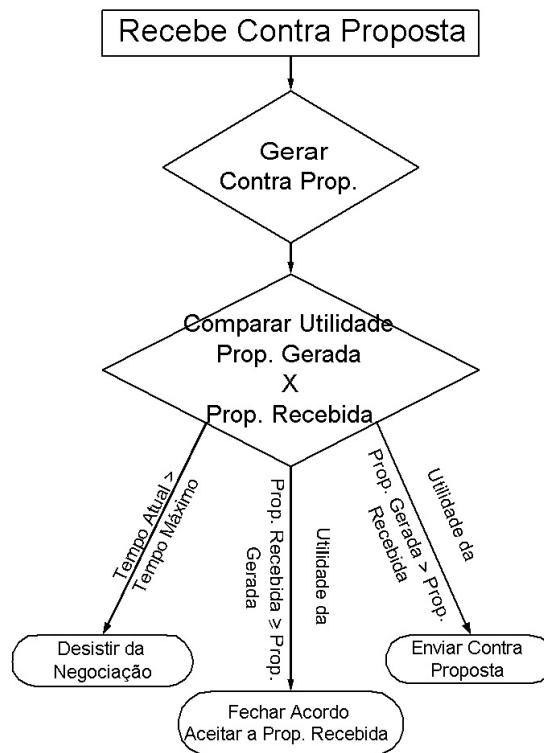 Recebe Contra Proposta
Gerar
Contra Prop.
Comparar Utilidade
Prop. Gerada
X
Prop. Recebida
Tempo Atual >
Tempo Máximo
Utilidade da
Prop. Recebida ≥ Prop.
Gerada
Utilidade da
Prop. Gerada > Prop.
Recebida
Desistir da
Negociação
Fechar Acordo
Aceitar a Prop. Recebida
Enviar Contra
Proposta